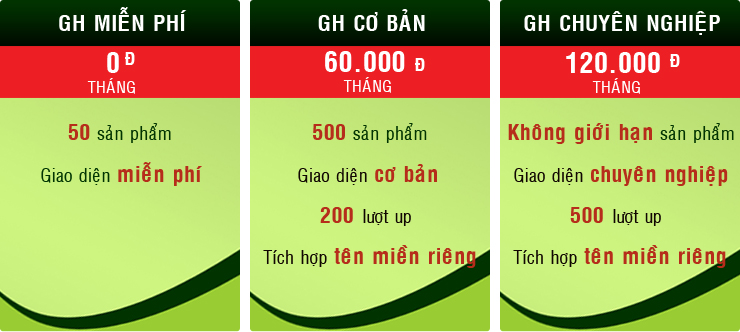 GH MIỄN PHÍ
0 Đ
THÁNG
50 sản phẩm
Giao diện miễn phí
GH CƠ BẢN
60.000 Đ
THÁNG
500 sản phẩm
Giao diện cơ bản
200 lượt up
Tích hợp tên miền riêng
GH CHUYÊN NGHIỆP
120.000 Đ
THÁNG
Không giới hạn sản phẩm
Giao diện chuyên nghiệp
500 lượt up
Tích hợp tên miền riêng